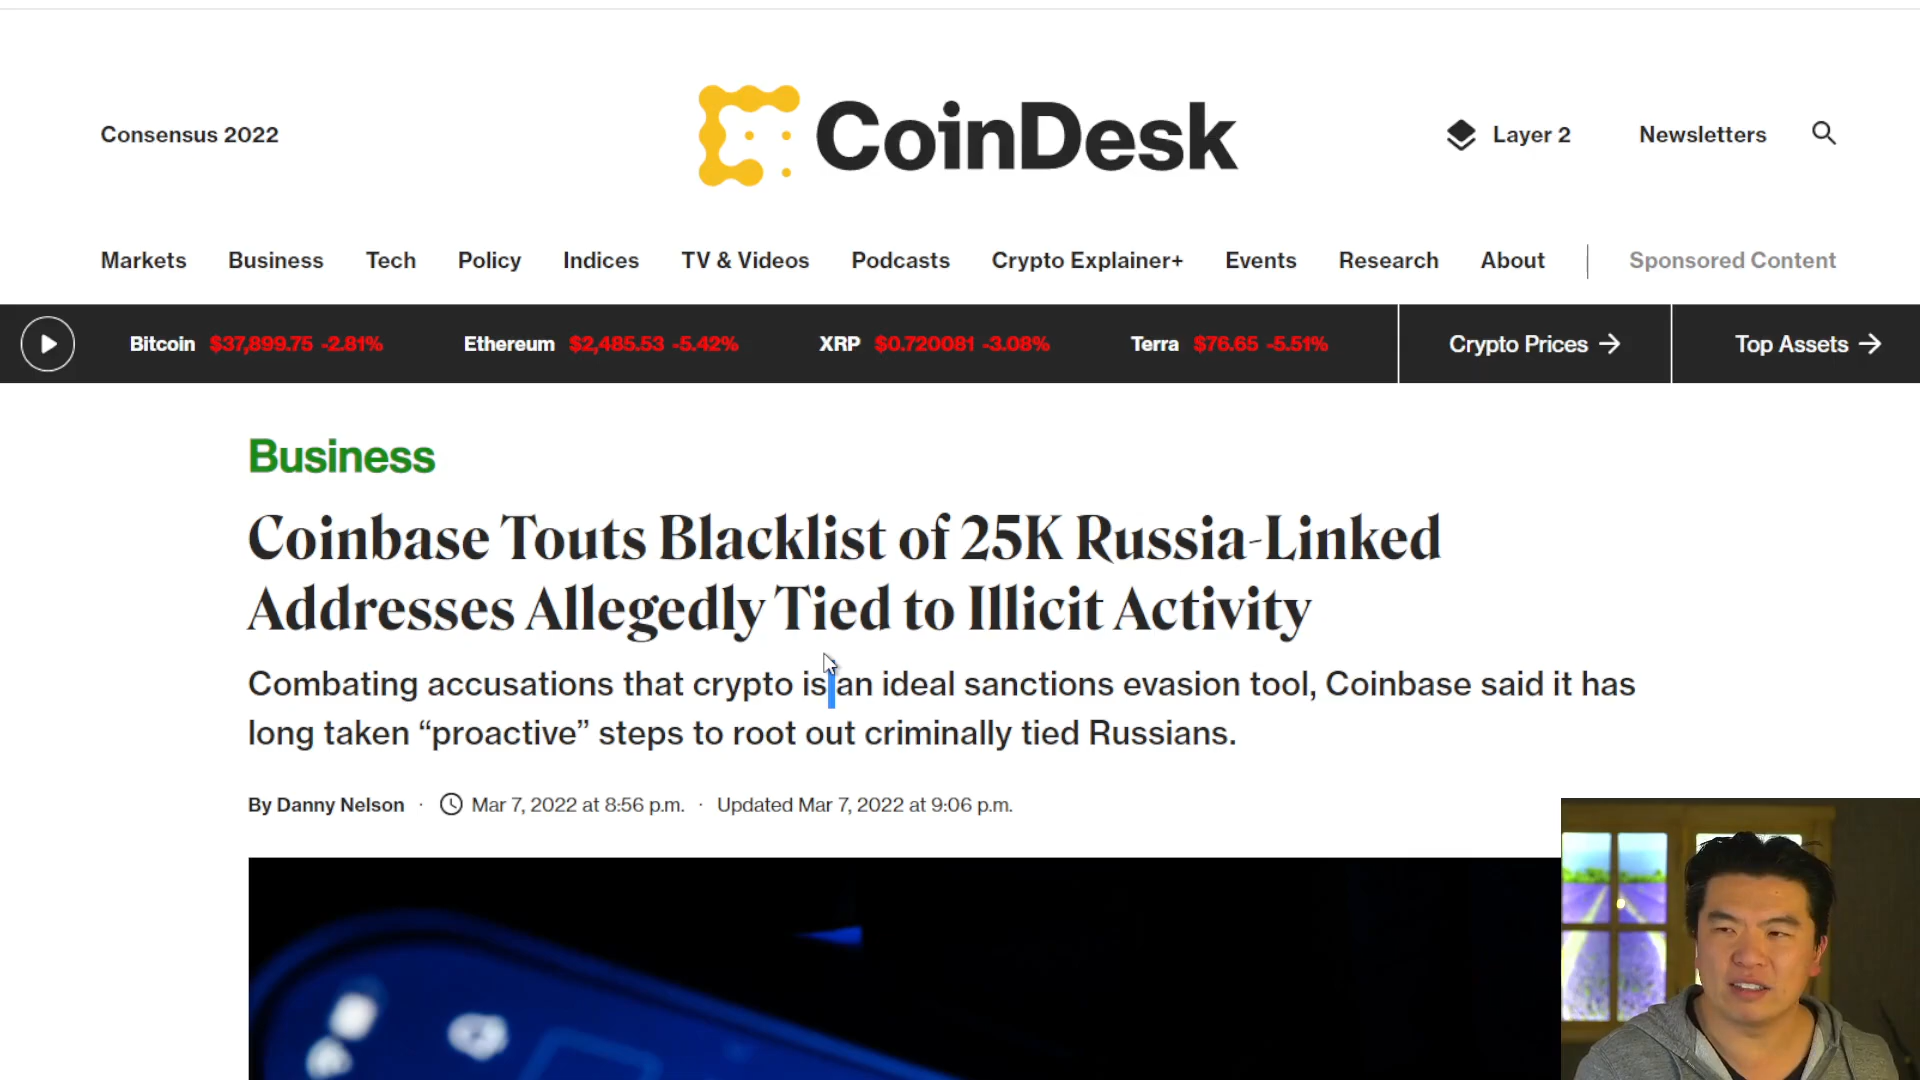 Consensus 2022
CoinDesk
Layer 2
Newsletters
Markets Business Tech Policy Indices TV & Videos Podcasts Crypto Explainer+ Events Research About Sponsored Content
Bitcoin $37,899.75 -2.81% Ethereum $2,485.53 -5.42% XRP $0.720081 -3.08% Terra $76.65 -5.51% Crypto Prices → Top Assets →
Business
Coinbase Touts Blacklist of 25K Russia-Linked
Addresses Allegedly Tied to Illicit Activity
Combating accusations that crypto is an ideal sanctions evasion tool, Coinbase said it has
long taken “proactive” steps to root out criminally tied Russians.
By Danny Nelson · Mar 7, 2022 at 8:56 p.m. · Updated Mar 7, 2022 at 9:06 p.m.